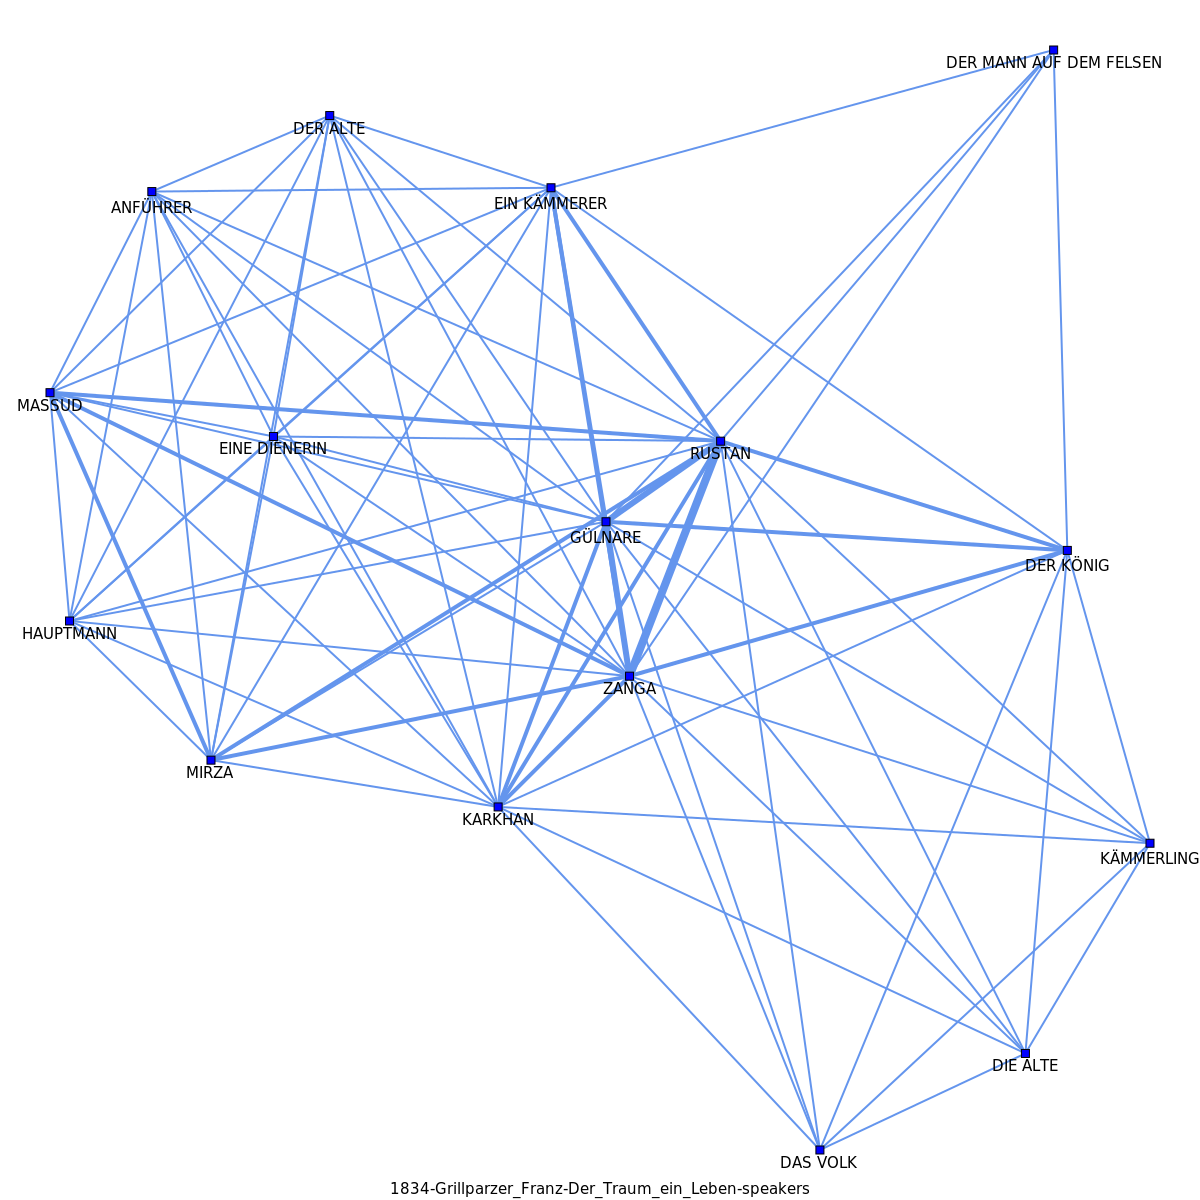 DER MANN AUF DEM FELSEN
DER ALTE
ANFÜHRER
EIN KÄMMERER
MASSUD
EINE DIENERIN
RUSTAN
GÜLNARE
DER KÖNIG
HAUPTMANN
ZANGA
MIRZA
KARKHAN
KÄMMERLING
DIE ALTE
DAS VOLK
1834-Grillparzer_Franz-Der_Traum_ein_Leben-speakers